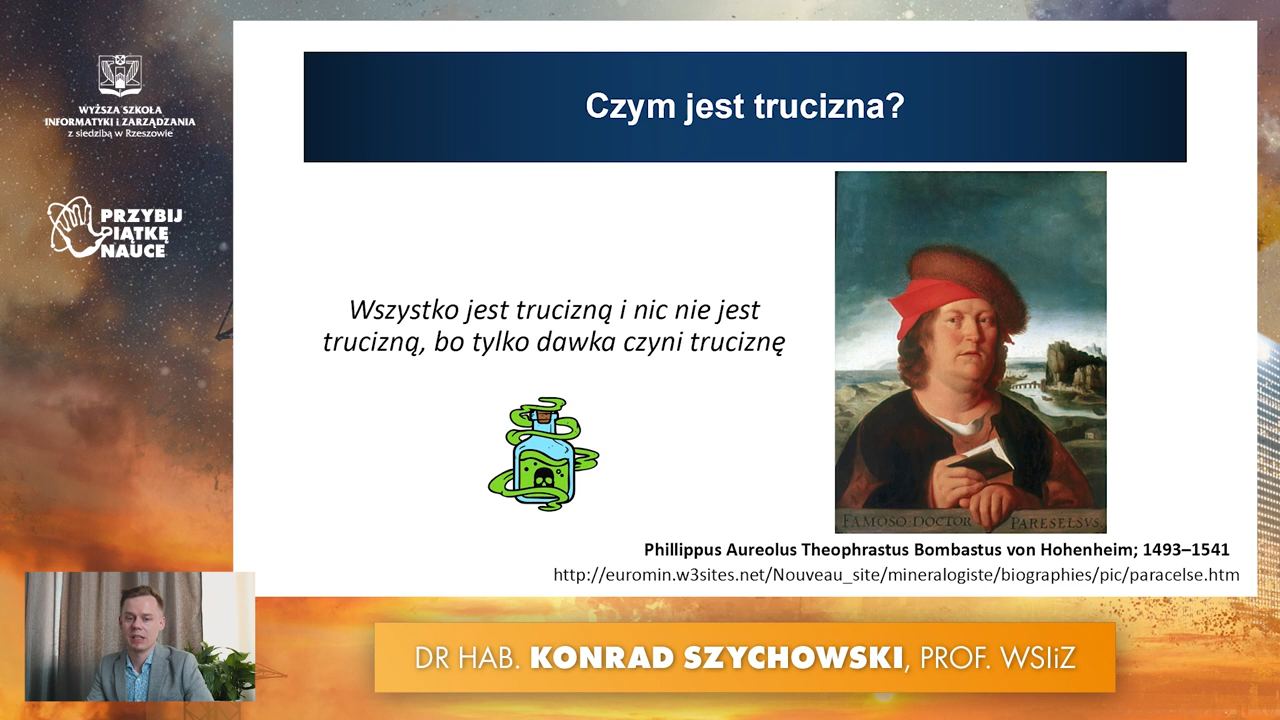 WYŻSZA SZKOŁA
INFORMATYKI i ZARZĄDZANIA
z siedzibą w Rzeszowie
PRZYBIJ
PIĄTKĘ
NAUCE
Czym jest trucizna?
Wszystko jest trucizną i nic nie jest
trucizną, bo tylko dawka czyni truciznę
FAMOSO DOCTOR PARESELSVS.
Phillippus Aureolus Theophrastus Bombastus von Hohenheim; 1493–1541
http://euromin.w3sites.net/Nouveau_site/mineralogiste/biographies/pic/paracelse.htm
DR HAB. KONRAD SZYCHOWSKI, PROF. WSIiZ